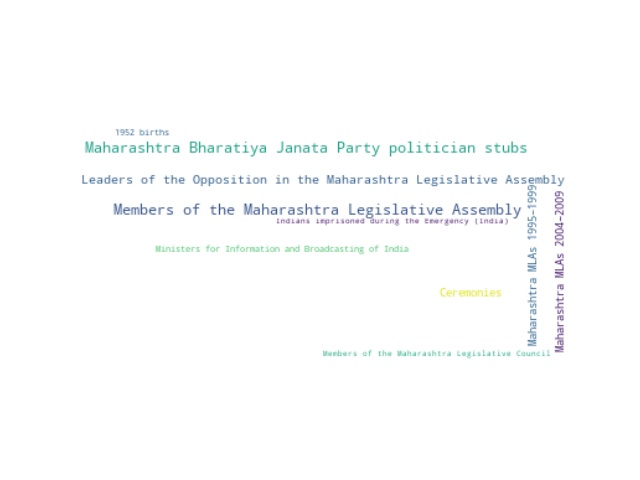 1952 births
Maharashtra Bharatiya Janata Party politician stubs
Leaders of the Opposition in the Maharashtra Legislative Assembly
Members of the Maharashtra Legislative Assembly
Indians imprisoned during the Emergency (India)
Ministers for Information and Broadcasting of India
Ceremonies
Members of the Maharashtra Legislative Council
Maharashtra MLAs 1995–1999
Maharashtra MLAs 2004–2009